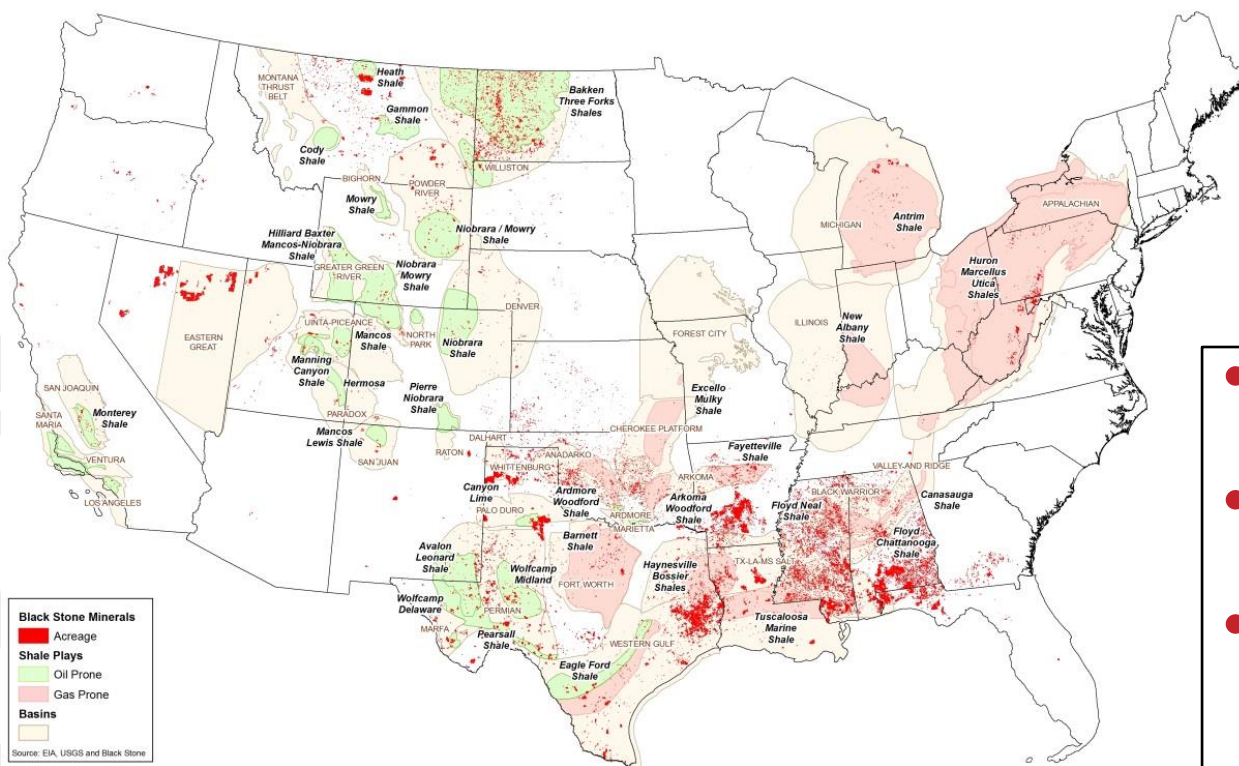 MONTANA
THRUST
BELT
Heath
Shale
Gammon
Shale
Bakken
Three Forks
Shales
Cody
Shale
BIGHORN
POWDER
RIVER
WILLISTON
Mowry
Shale
Hilliard Baxter
Mancos-Niobrara
Shale
Niobrara / Mowry
Shale
GREATER GREEN
RIVER
Niobrara
Mowry
Shale
MICHIGAN
Antrim
Shale
APPALACHIAN
Huron
Marcellus
Utica
Shales
EASTERN
GREAT
UINTA-PICEANCE
Mancos
Shale
NORTH
PARK
DENVER
Niobrara
Shale
FOREST CITY
ILLINOIS
New
Albany
Shale
Manning
Canyon
Shale
Hermosa
Pierre
Niobrara
Shale
PARADOX
Excello
Mulky
Shale
SAN JOAQUIN
SANTA
MARIA
Monterey
Shale
VENTURA
LOS ANGELES
Mancos
Lewis Shale
SAN JUAN
RATON
DALHART
CHEROKEE PLATFORM
ANADARKO
WHITTENBURG
Fayetteville
Shale
ARKOMA
VALLEY AND RIDGE
BLACK WARRIOR
Canasauga
Shale
Canyon
Lime
PALO DURO
Ardmore
Woodford
Shale
ARDMORE
MARIETTA
Arkoma
Woodford
Shale
Floyd Neal
Shale
Floyd
Chattanooga
Shale
Avalon
Leonard
Shale
Barnett
Shale
Wolfcamp
Midland
FORT WORTH
Haynesville
Bossier
Shales
TX-LA-MS SALT
Wolfcamp
Delaware
PERMIAN
MARFA
Pearsall
Shale
WESTERN GULF
Tuscaloosa
Marine
Shale
Eagle Ford
Shale
Black Stone Minerals
Acreage
Shale Plays
Oil Prone
Gas Prone
Basins
Source: EIA, USGS and Black Stone